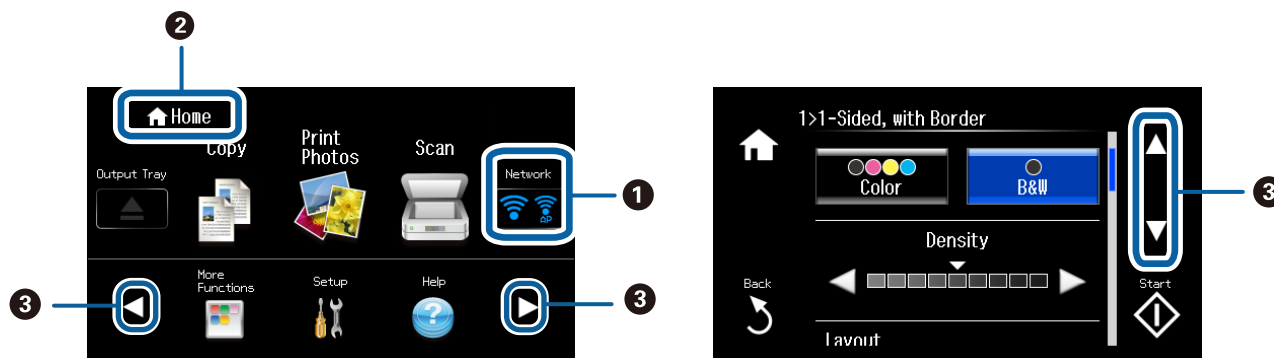 2
Home
Copy
Print
Photos
Scan
Output Tray
Network
AP
1
3
More
Functions
Setup
Help
3
1>1-Sided, with Border
Color
B&W
3
Density
Back
Start
Layout